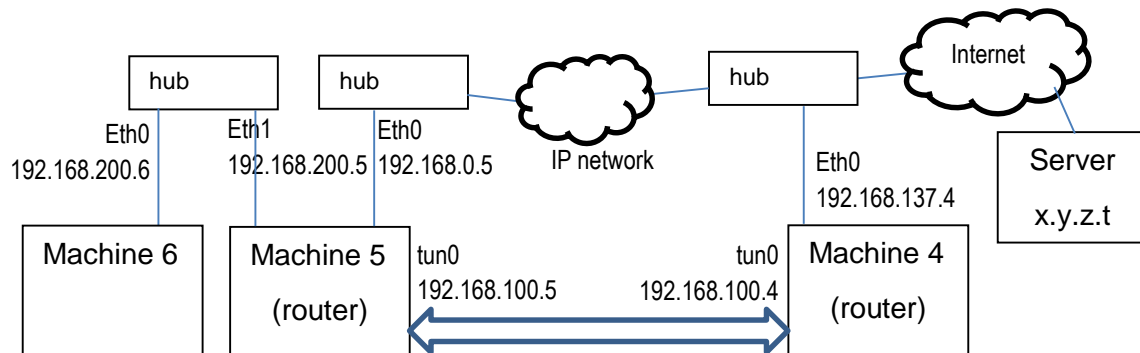 Internet
hub
hub
hub
Eth0
192.168.200.6
Eth1
192.168.200.5
Eth0
192.168.0.5
IP network
Eth0
192.168.137.4
Server
x.y.z.t
Machine 6
Machine 5
(router)
tun0
192.168.100.5
tun0
192.168.100.4
Machine 4
(router)